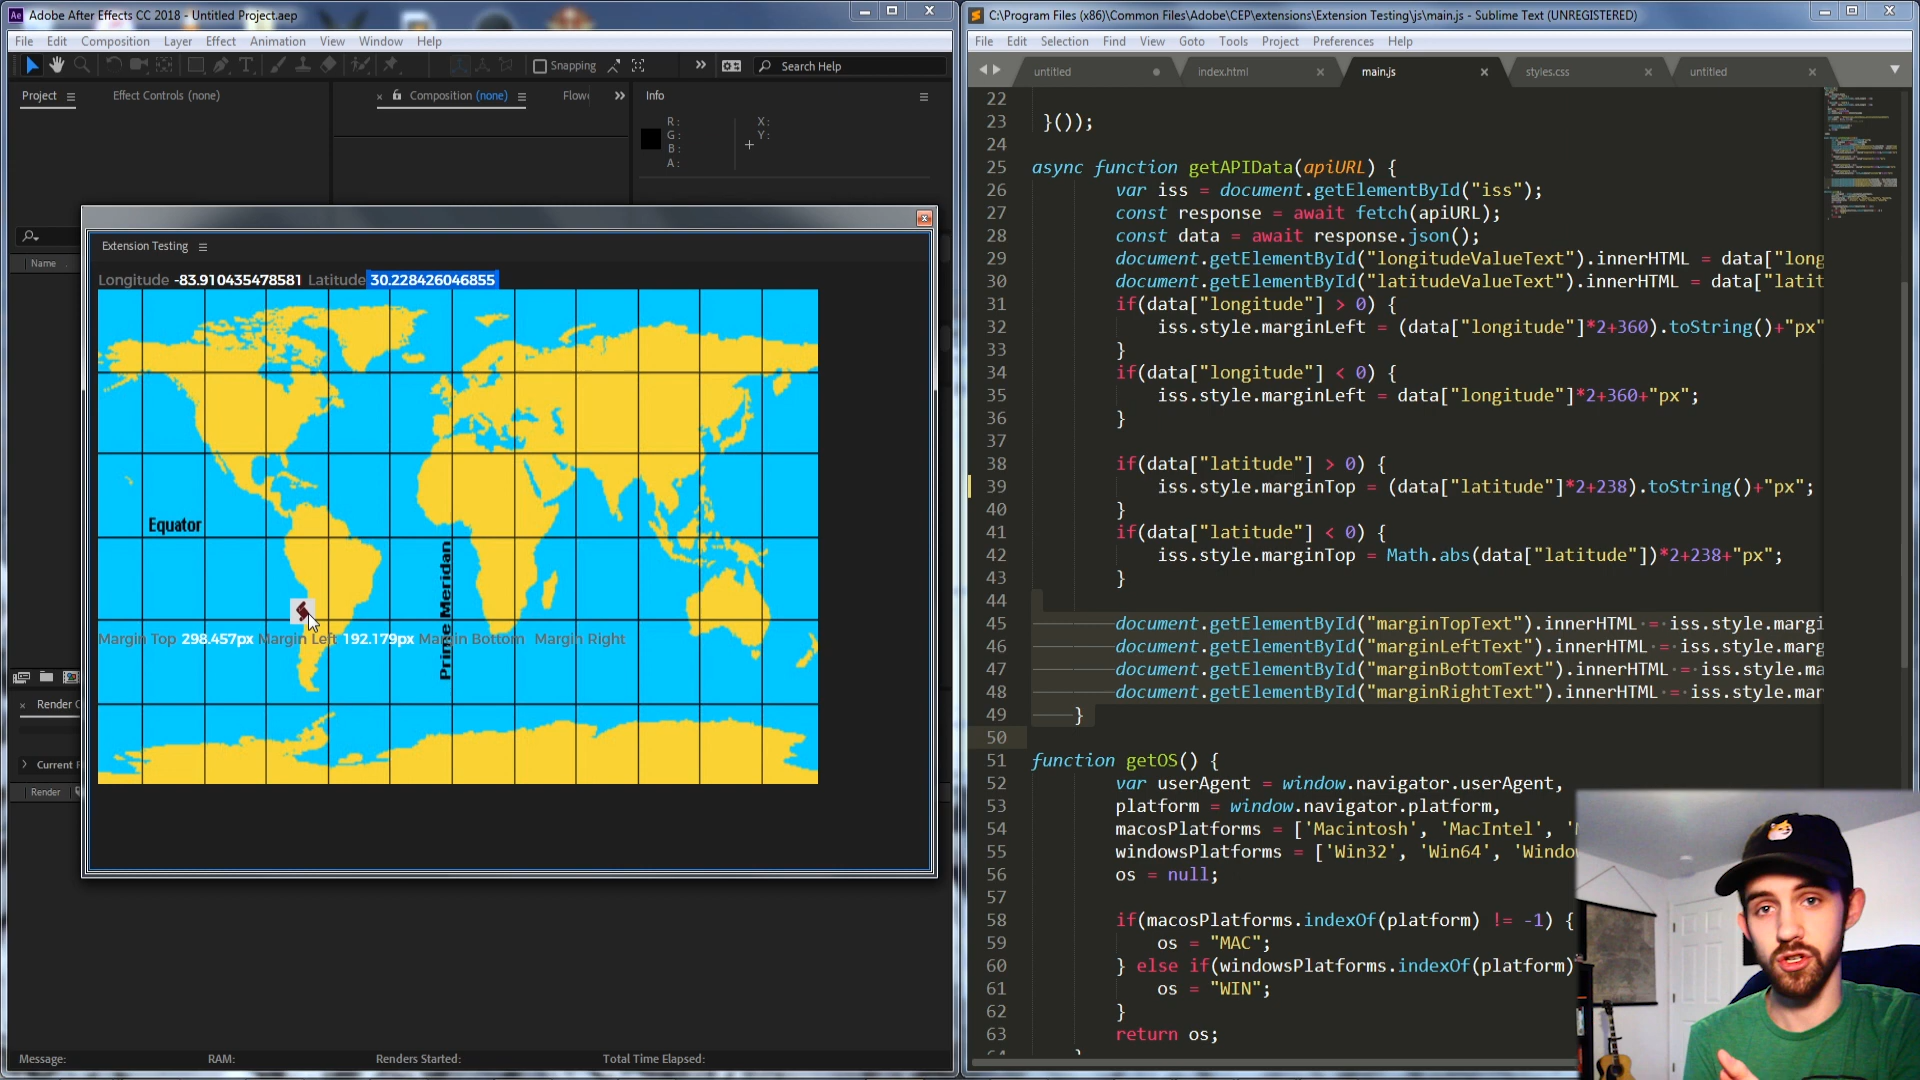 Adobe After Effects CC 2018 - Untitled Project.aep
File Edit Composition Layer Effect Animation View Window Help
Snapping
Search Help
Project
Effect Controls (none)
Composition (none)
Info
R :
G :
B :
A :
X :
Y :
Name
Extension Testing
Longitude -83.910435478581 Latitude 30.228426046855
Equator
Prime Meridan
Margin Top 298.457px Margin Left 192.179px Margin Bottom Margin Right
Render
Message:
RAM:
Renders Started:
Total Time Elapsed:
C:\Program Files (x86)\Common Files\Adobe\CEP\extensions\Extension Testing\js\main.js - Sublime Text (UNREGISTERED)
File Edit Selection Find View Goto Tools Project Preferences Help
untitled
index.html
main.js
styles.css
untitled
22
23 }());
24
25 async function getAPIData(apiURL) {
26 var iss = document.getElementById("iss");
27 const response = await fetch(apiURL);
28 const data = await response.json();
29 document.getElementById("longitudeValueText").innerHTML = data["long
30 document.getElementById("latitudeValueText").innerHTML = data["latit
31 if(data["longitude"] > 0) {
32 iss.style.marginLeft = (data["longitude"]*2+360).toString()+"px"
33 }
34 if(data["longitude"] < 0) {
35 iss.style.marginLeft = data["longitude"]*2+360+"px";
36 }
37
38 if(data["latitude"] > 0) {
39 iss.style.marginTop = (data["latitude"]*2+238).toString()+"px";
40 }
41 if(data["latitude"] < 0) {
42 iss.style.marginTop = Math.abs(data["latitude"])*2+238+"px";
43 }
44
45 document.getElementById("marginTopText").innerHTML = iss.style.margi
46 document.getElementById("marginLeftText").innerHTML = iss.style.marg
47 document.getElementById("marginBottomText").innerHTML = iss.style.ma
48 document.getElementById("marginRightText").innerHTML = iss.style.mar
49 }
50
51 function getOS() {
52 var userAgent = window.navigator.userAgent,
53 platform = window.navigator.platform,
54 macosPlatforms = ['Macintosh', 'MacIntel', '
55 windowsPlatforms = ['Win32', 'Win64', 'Windo
56 os = null;
57
58 if(macosPlatforms.indexOf(platform) != -1) {
59 os = "MAC";
60 } else if(windowsPlatforms.indexOf(platform)
61 os = "WIN";
62 }
63 return os;